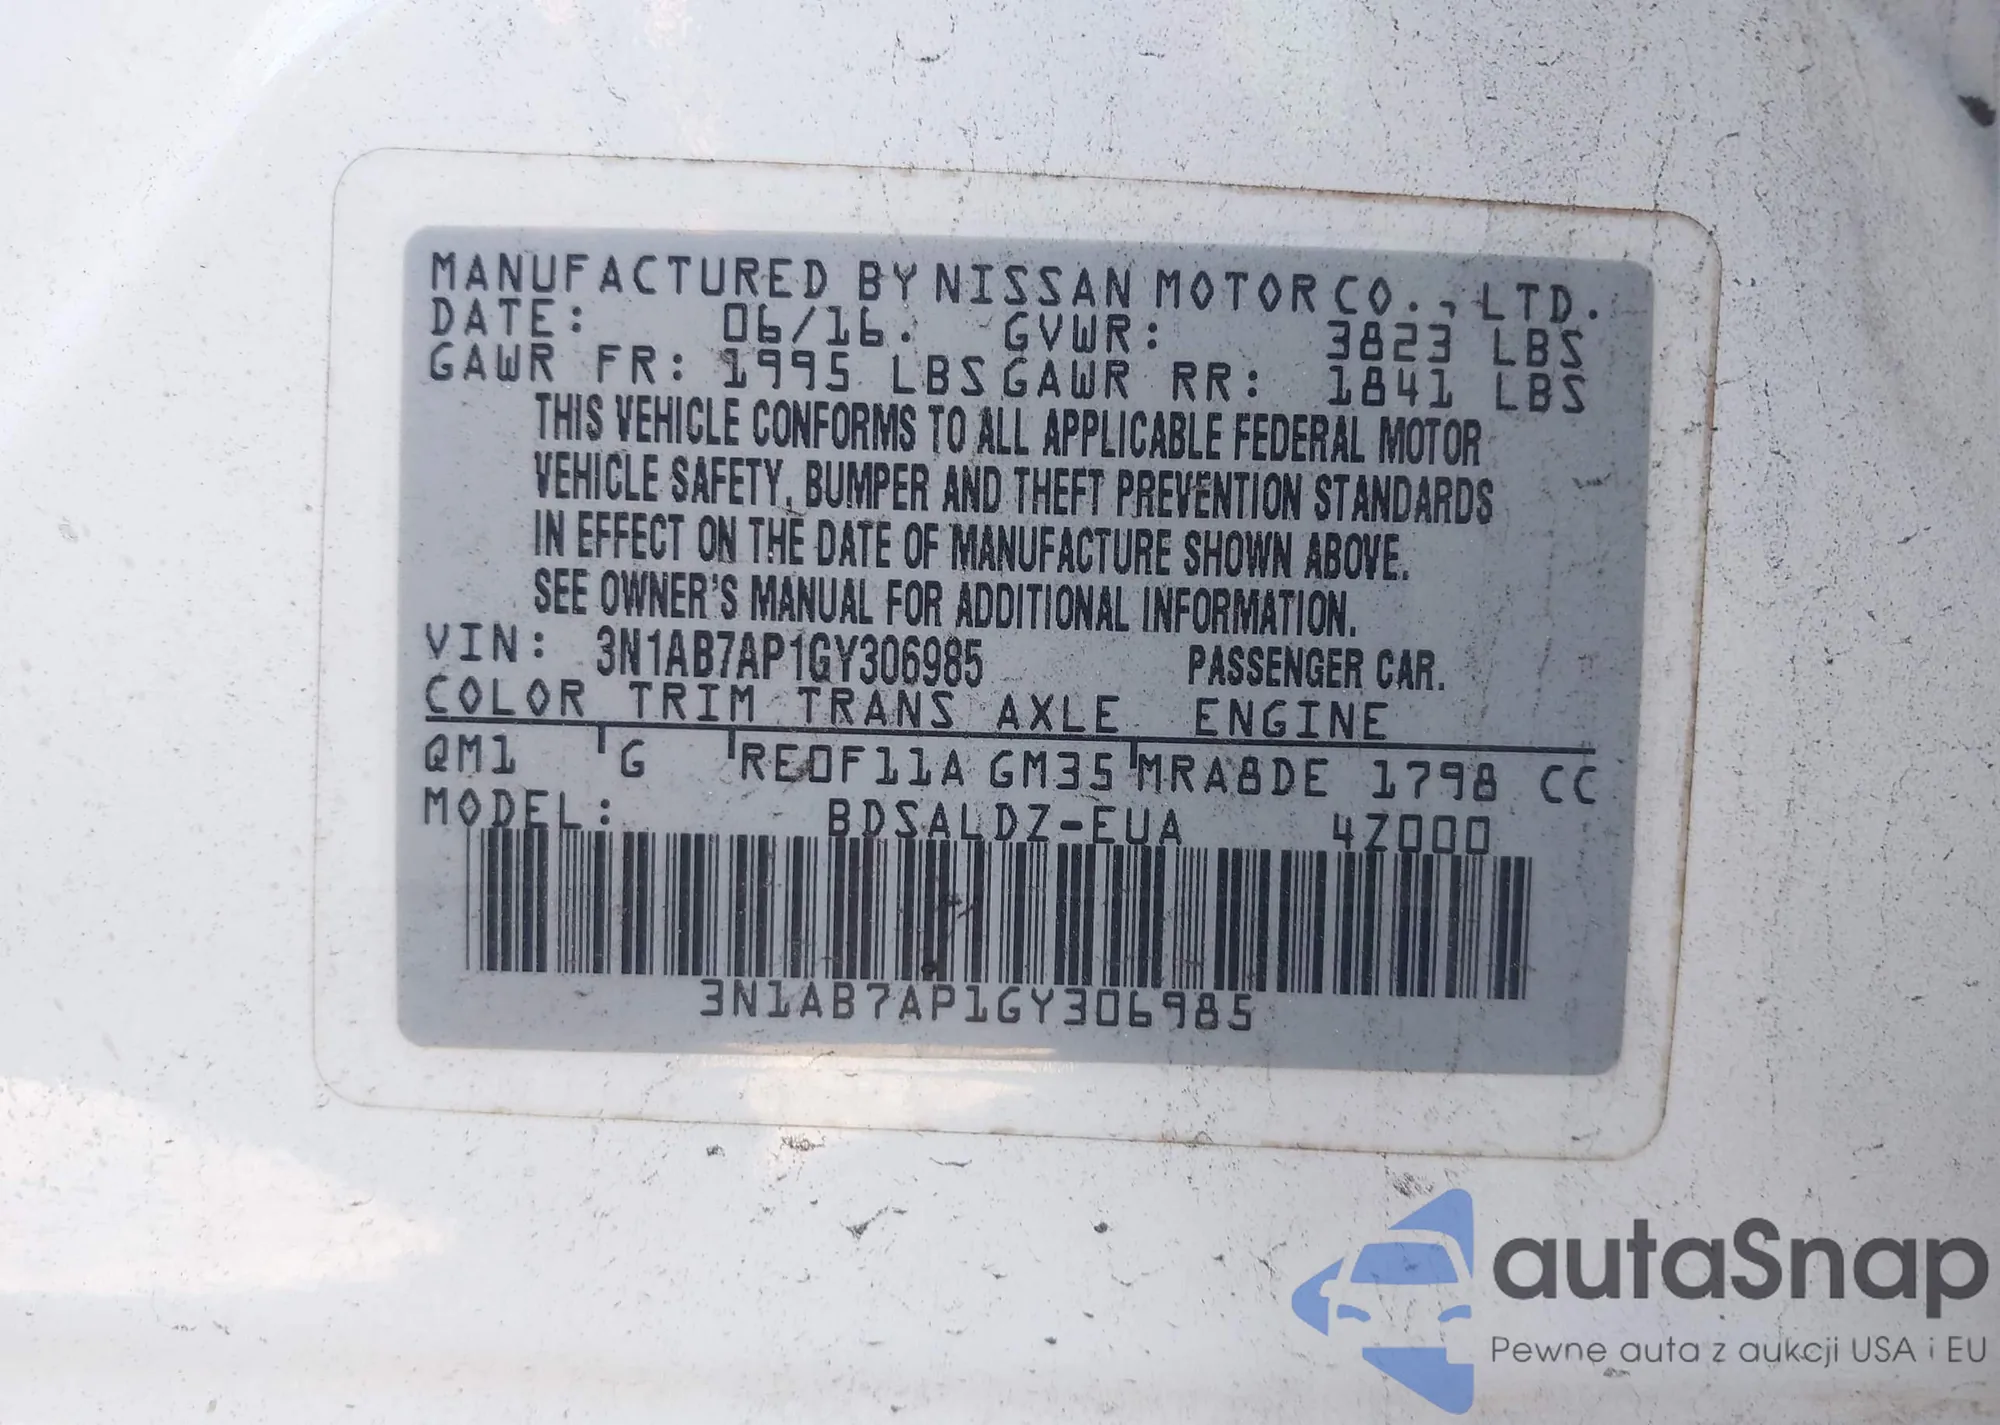 MANUFACTURED BY NISSAN MOTOR CO., LTD.
DATE: 06/16. GVWR: 3823 LBS
GAWR FR: 1995 LBS GAWR RR: 1841 LBS
THIS VEHICLE CONFORMS TO ALL APPLICABLE FEDERAL MOTOR
VEHICLE SAFETY, BUMPER AND THEFT PREVENTION STANDARDS
IN EFFECT ON THE DATE OF MANUFACTURE SHOWN ABOVE.
SEE OWNER'S MANUAL FOR ADDITIONAL INFORMATION.
VIN: 3N1AB7AP1GY306985 PASSENGER CAR.
COLOR TRIM TRANS AXLE ENGINE
QM1 G RE0F11A GM35 MRA8DE 1798 CC
MODEL: BDSALDZ-EUA 4Z000
3N1AB7AP1GY306985
autaSnap
Pewne auta z aukcji USA i EU